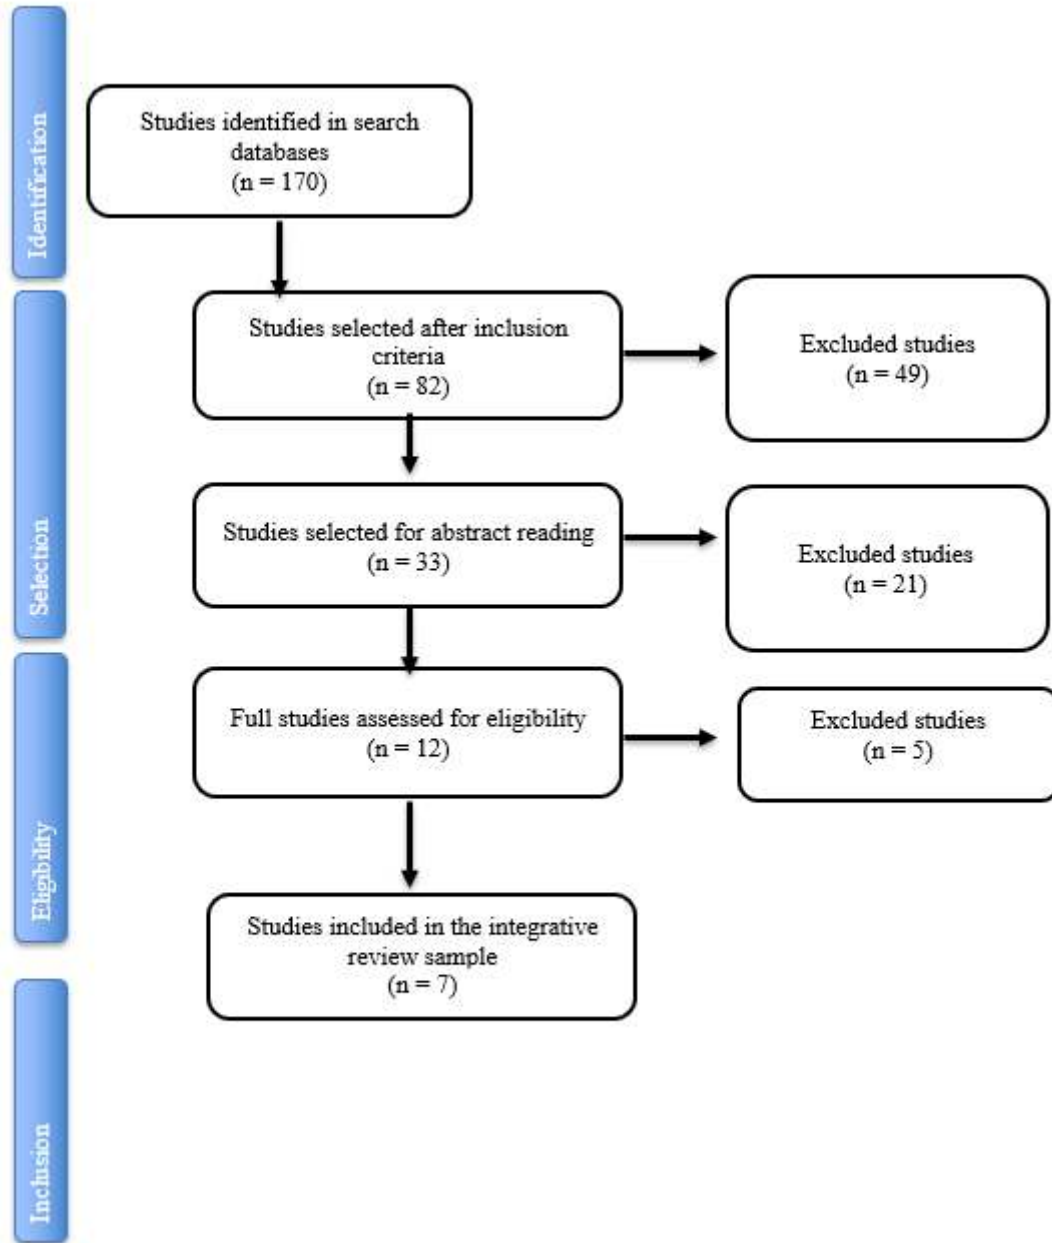 Identification
Studies identified in search
databases
(n = 170)
Selection
Studies selected after inclusion
criteria
(n = 82)
Excluded studies
(n = 49)
Studies selected for abstract reading
(n = 33)
Excluded studies
(n = 21)
Eligibility
Full studies assessed for eligibility
(n = 12)
Excluded studies
(n = 5)
Studies included in the integrative
review sample
(n = 7)
Inclusion